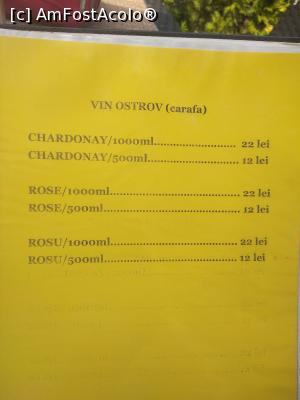 [c] AmFostAcolo®
VIN OSTROV (carafa)
CHARDONAY/1000ml.......................... 22 lei
CHARDONAY/500ml............................ 12 lei
ROSE/1000ml........................................ 22 lei
ROSE/500ml.......................................... 12 lei
ROSU/1000ml....................................... 22 lei
ROSU/500ml......................................... 12 lei